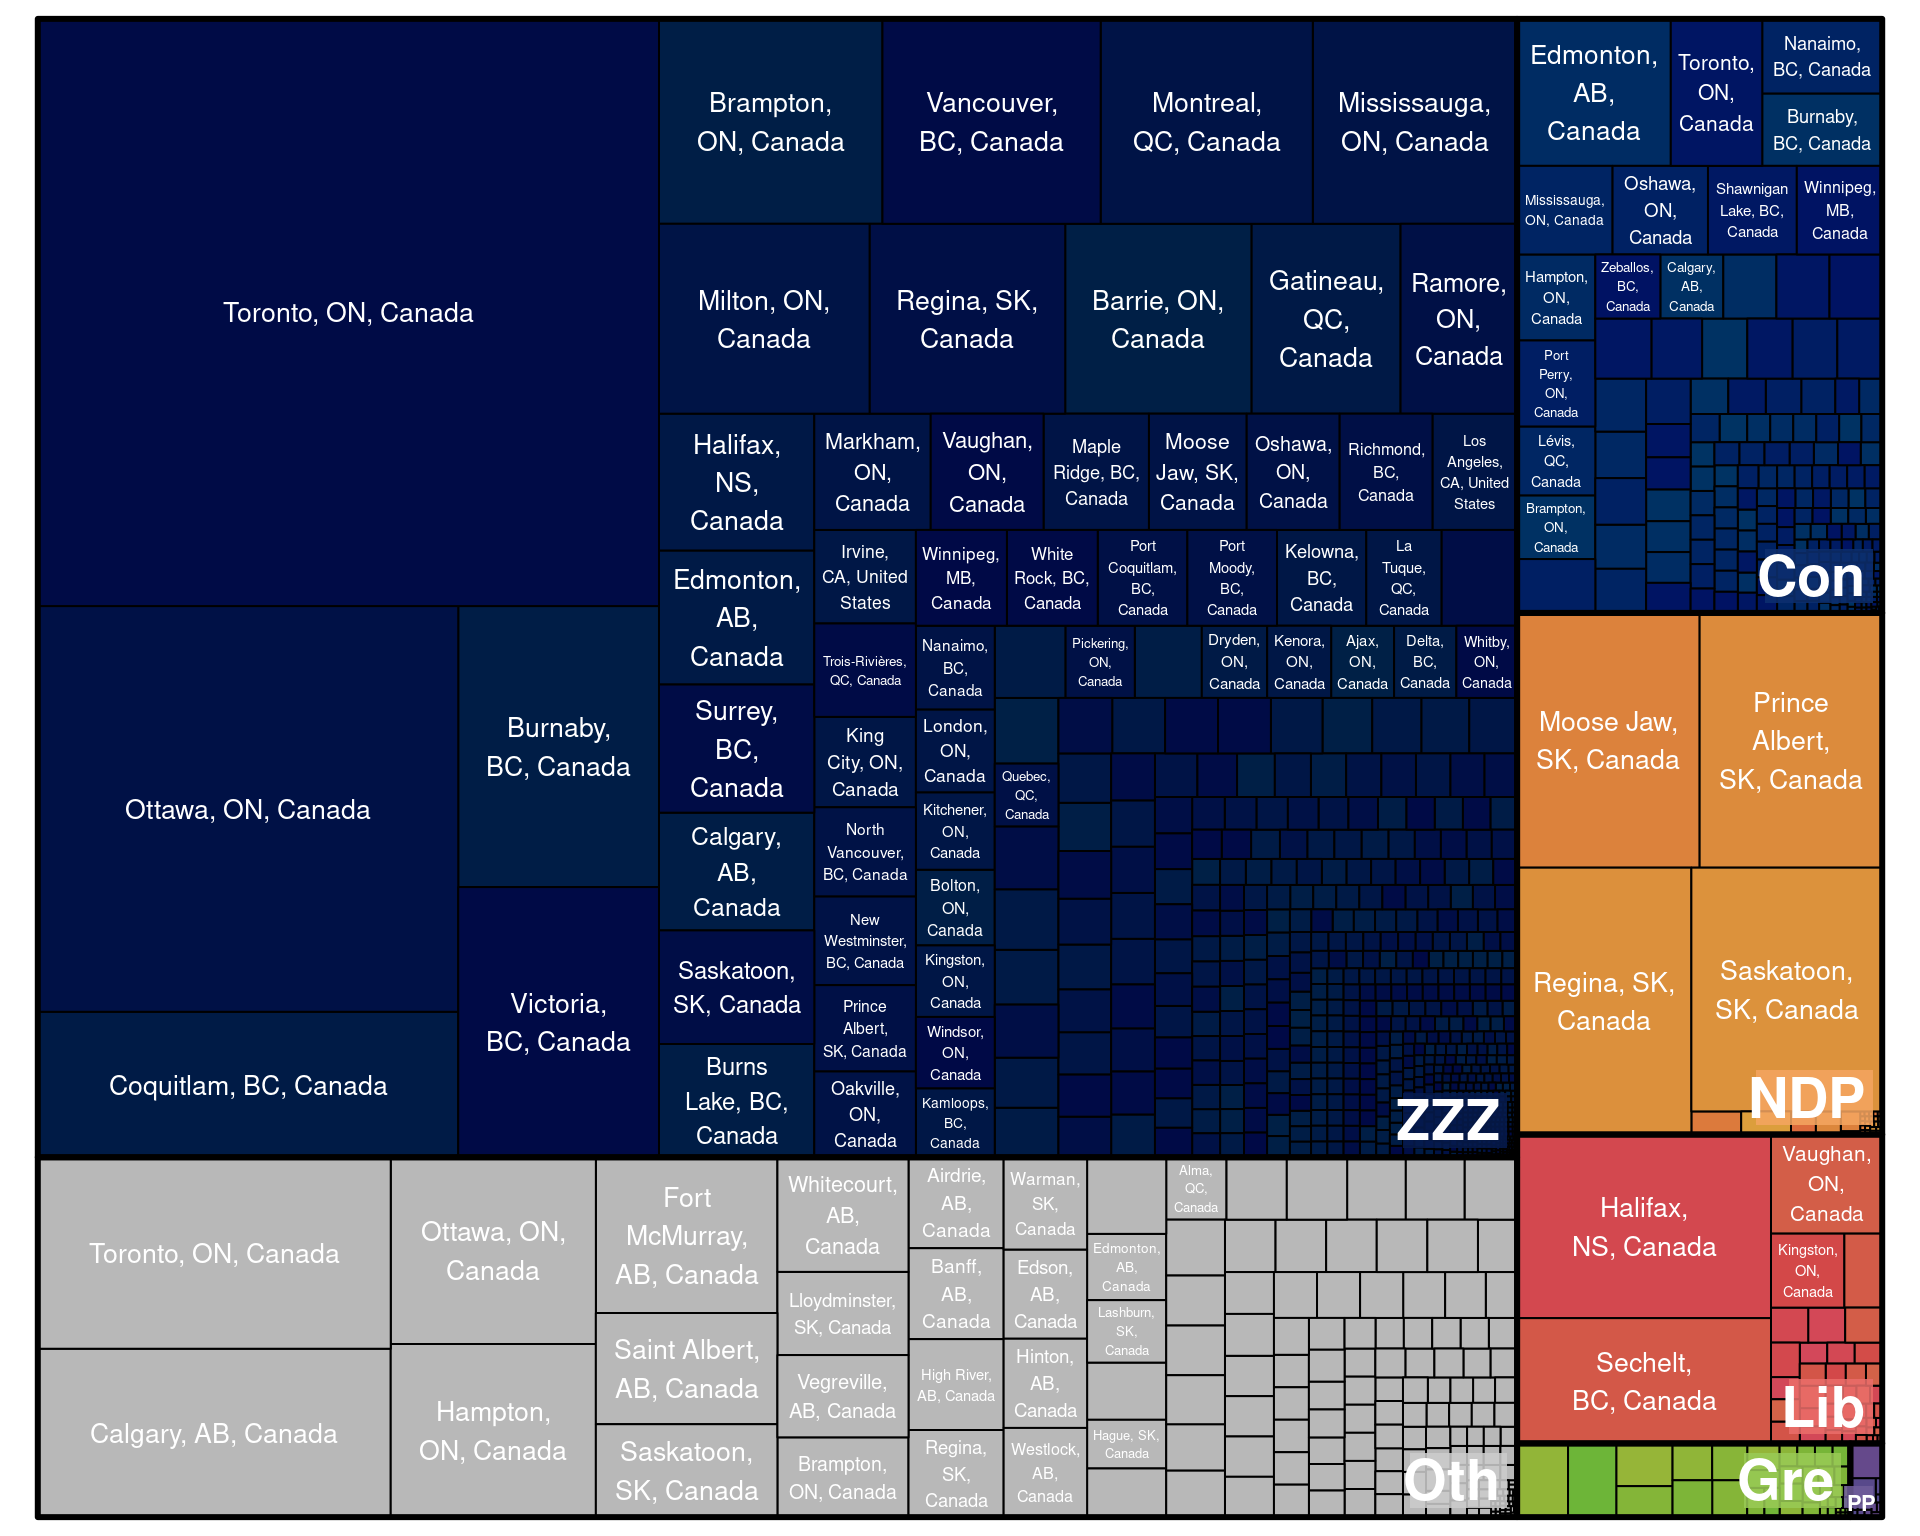 Toronto, ON, Canada
Ottawa, ON, Canada
Coquitlam, BC, Canada
Burnaby,
BC, Canada
Victoria,
BC, Canada
Brampton,
ON, Canada
Vancouver,
BC, Canada
Montreal,
QC, Canada
Mississauga,
ON, Canada
Milton, ON,
Canada
Regina, SK,
Canada
Barrie, ON,
Canada
Gatineau,
QC,
Canada
Ramore,
ON,
Canada
Halifax,
NS,
Canada
Edmonton,
AB,
Canada
Surrey,
BC,
Canada
Calgary,
AB,
Canada
Saskatoon,
SK, Canada
Burns
Lake, BC,
Canada
Markham,
ON,
Canada
Vaughan,
ON,
Canada
Maple
Ridge, BC,
Canada
Moose
Jaw, SK,
Canada
Oshawa,
ON,
Canada
Richmond,
BC,
Canada
Los
Angeles,
CA, United
States
Irvine,
CA, United
States
Trois-Rivières,
QC, Canada
King
City, ON,
Canada
North
Vancouver,
BC, Canada
New
Westminster,
BC, Canada
Prince
Albert,
SK, Canada
Oakville,
ON,
Canada
Winnipeg,
MB,
Canada
White
Rock, BC,
Canada
Port
Coquitlam,
BC,
Canada
Port
Moody,
BC,
Canada
Kelowna,
BC,
Canada
La
Tuque,
QC,
Canada
Nanaimo,
BC,
Canada
London,
ON,
Canada
Kitchener,
ON,
Canada
Bolton,
ON,
Canada
Kingston,
ON,
Canada
Windsor,
ON,
Canada
Kamloops,
BC,
Canada
Pickering,
ON,
Canada
Dryden,
ON,
Canada
Kenora,
ON,
Canada
Ajax,
ON,
Canada
Delta,
BC,
Canada
Whitby,
ON,
Canada
Quebec,
QC,
Canada
ZZZ
Edmonton,
AB,
Canada
Toronto,
ON,
Canada
Nanaimo,
BC, Canada
Burnaby,
BC, Canada
Mississauga,
ON, Canada
Oshawa,
ON,
Canada
Shawnigan
Lake, BC,
Canada
Winnipeg,
MB,
Canada
Hampton,
ON,
Canada
Zeballos,
BC,
Canada
Calgary,
AB,
Canada
Port
Perry,
ON,
Canada
Lévis,
QC,
Canada
Brampton,
ON,
Canada
Con
Moose Jaw,
SK, Canada
Prince
Albert,
SK, Canada
Regina, SK,
Canada
Saskatoon,
SK, Canada
NDP
Halifax,
NS, Canada
Sechelt,
BC, Canada
Vaughan,
ON,
Canada
Kingston,
ON,
Canada
Lib
Gre
PP
Toronto, ON, Canada
Calgary, AB, Canada
Ottawa, ON,
Canada
Hampton,
ON, Canada
Fort
McMurray,
AB, Canada
Saint Albert,
AB, Canada
Saskatoon,
SK, Canada
Whitecourt,
AB,
Canada
Lloydminster,
SK, Canada
Vegreville,
AB, Canada
Brampton,
ON, Canada
Airdrie,
AB,
Canada
Banff,
AB,
Canada
High River,
AB, Canada
Regina,
SK,
Canada
Warman,
SK,
Canada
Edson,
AB,
Canada
Hinton,
AB,
Canada
Westlock,
AB,
Canada
Edmonton,
AB,
Canada
Lashburn,
SK,
Canada
Hague, SK,
Canada
Alma,
QC,
Canada
Oth